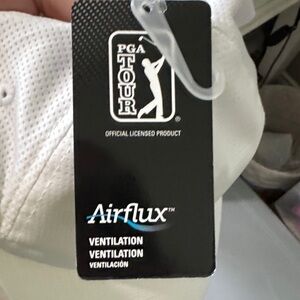 PGA
TOUR
®
OFFICIAL LICENSED PRODUCT
Airflux™
VENTILATION
VENTILATION
VENTILACIÓN